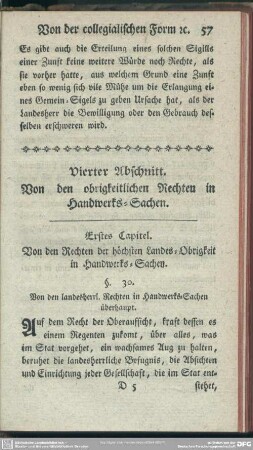 Von der collegialischen Form ꝛc. 57
Es gibt auch die Erteilung eines solchen Sigills
einer Zunft keine weitere Würde noch Rechte, als
sie vorher hatte, aus welchem Grund eine Zunft
eben so wenig sich vile Mühe um die Erlangung ei
nes Gemein-Sigels zu geben Ursache hat, als der
Landesherr die Bewilligung oder den Gebrauch des-
selben erschweren wird.
Vierter Abschnitt.
Von den obrigkeitlichen Rechten in
Handwerks-Sachen.
Erstes Capitel.
Von den Rechten der höchsten Landes-Obrigkeit
in Handwerks-Sachen.
§. 30.
Von den landesherrl. Rechten in Handwerks-Sachen
überhaupt.
Auf dem Recht der Oberaufsicht, kraft dessen es
einem Regenten zukomt, über alles, was
im Stat vorgehet, ein wachsames Aug zu halten,
beruhet die landesherrliche Befugnis, die Absichten
und Einrichtung jeder Gesellschaft, die im Stat ent-
D 5 stehet,